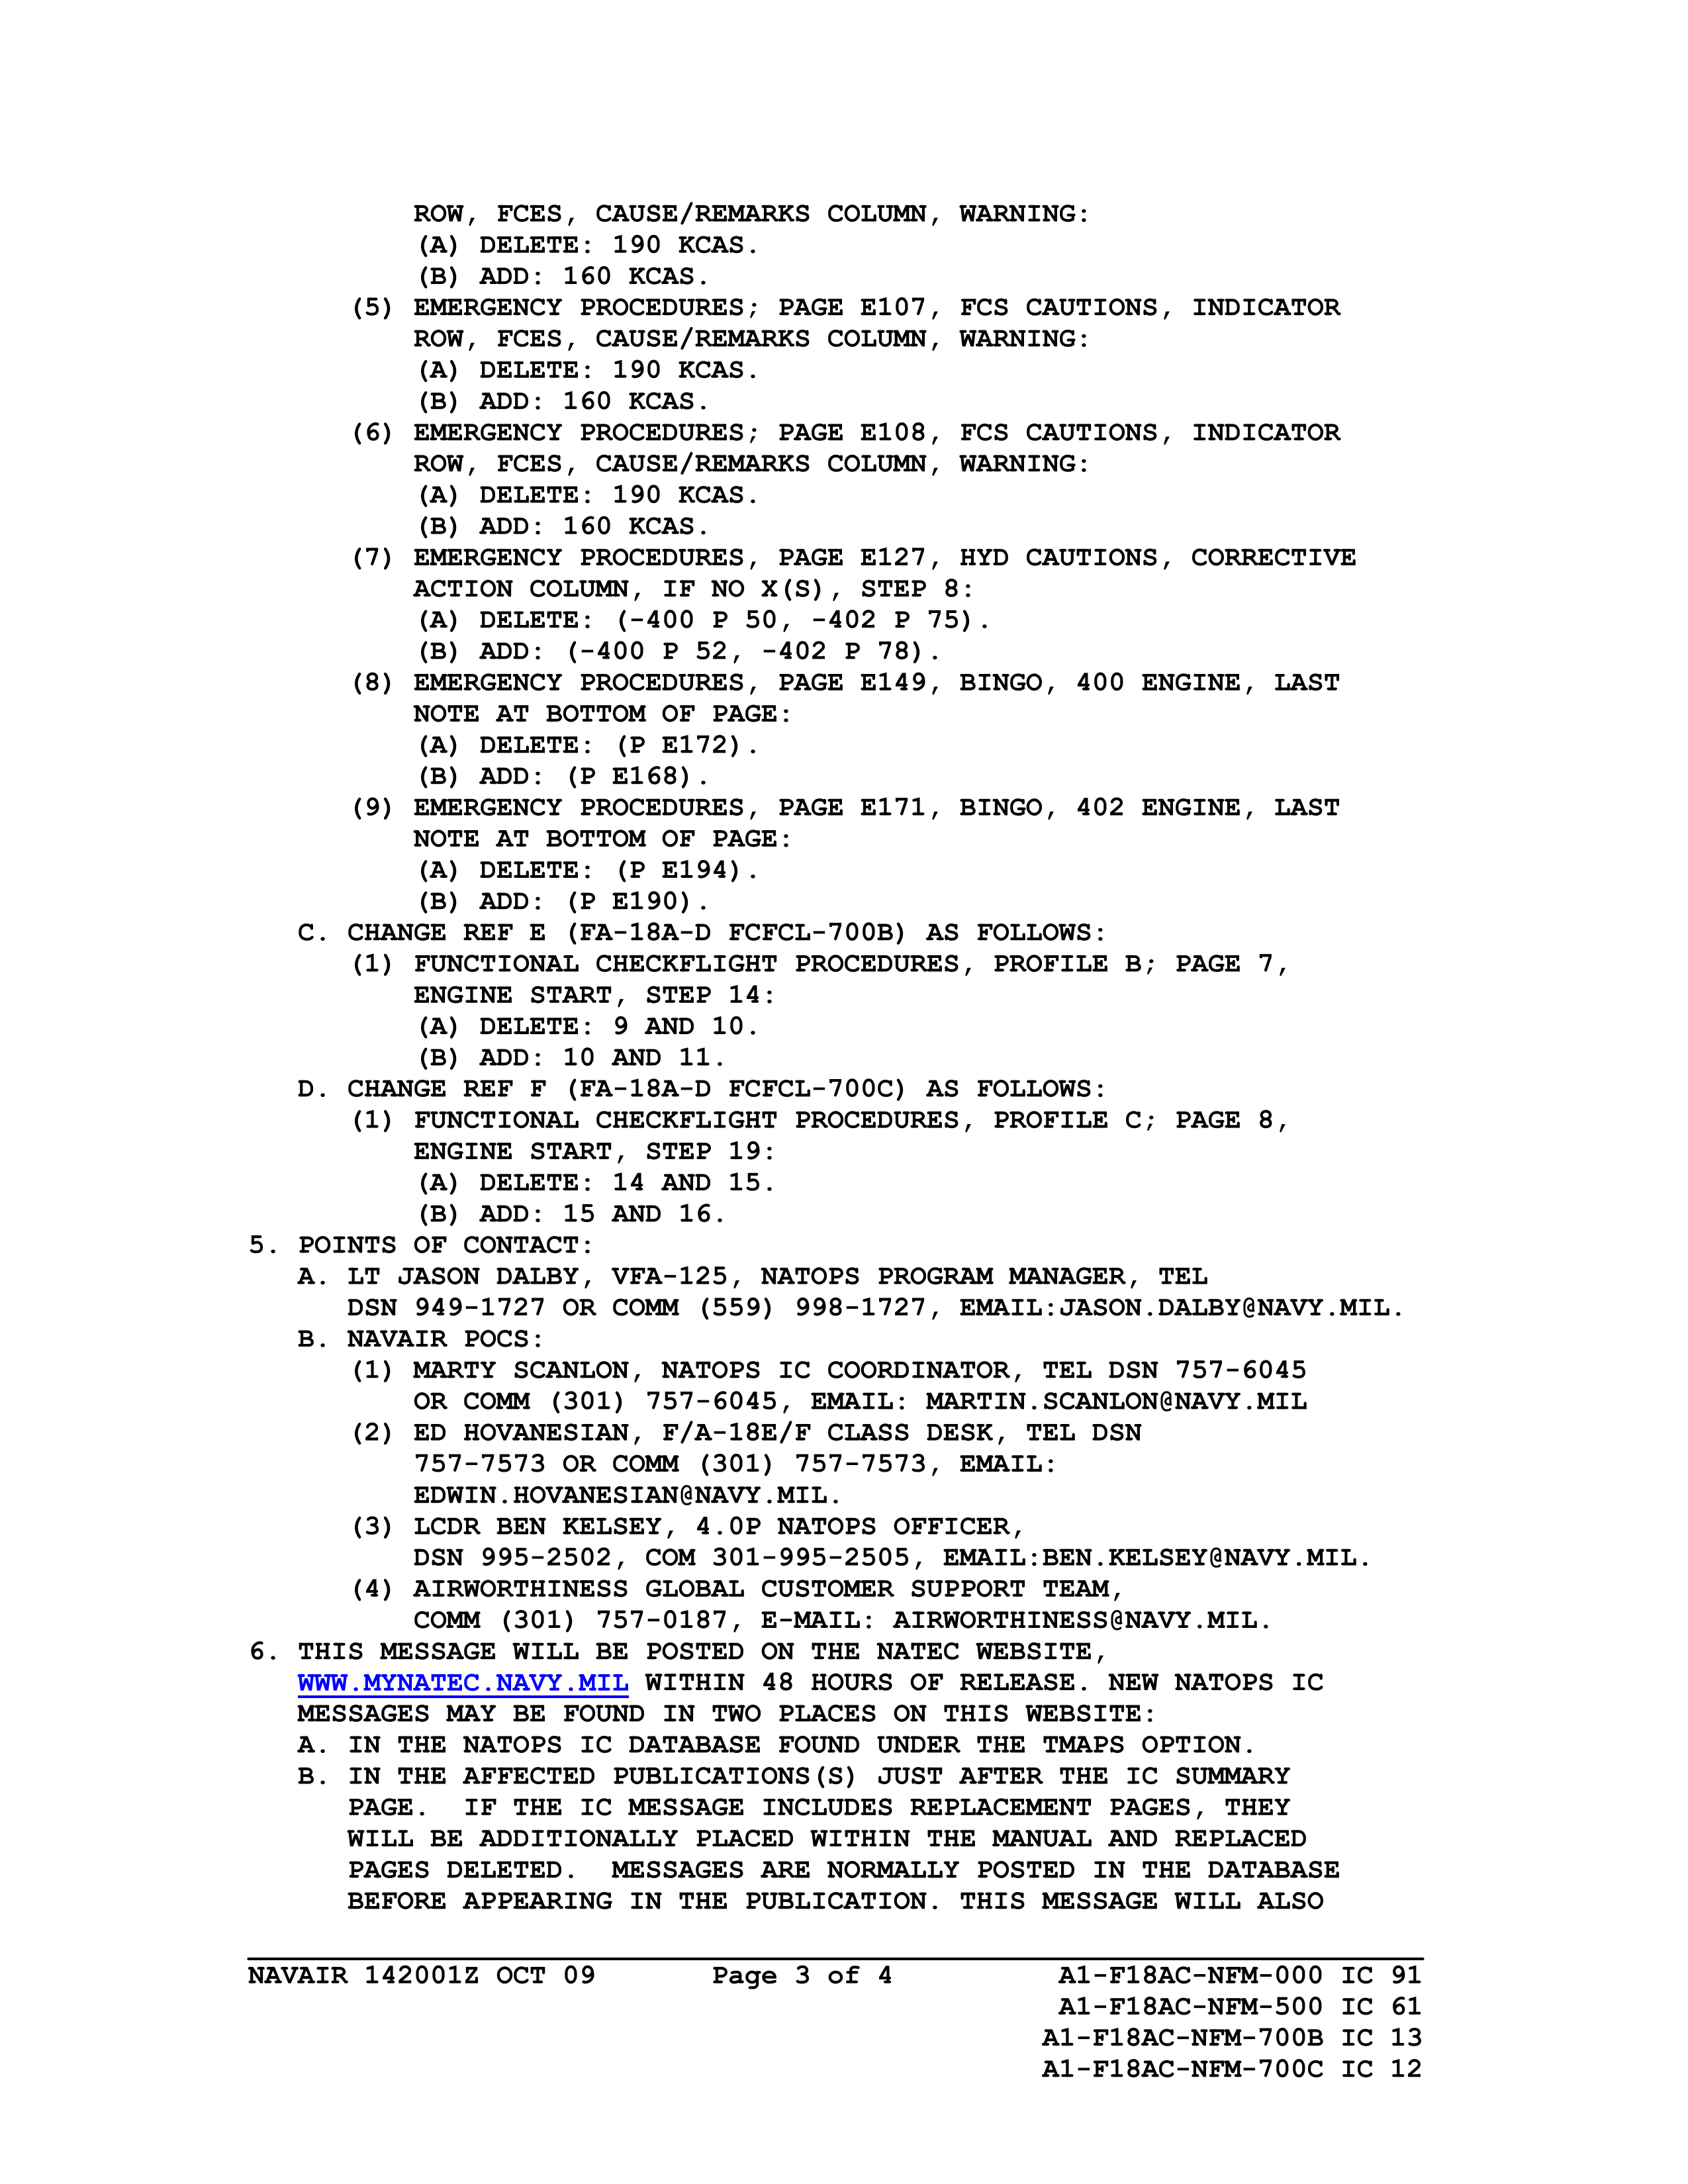 ROW, FCES, CAUSE/REMARKS COLUMN, WARNING:
(A) DELETE: 190 KCAS.
(B) ADD: 160 KCAS.
(5) EMERGENCY PROCEDURES; PAGE E107, FCS CAUTIONS, INDICATOR
ROW, FCES, CAUSE/REMARKS COLUMN, WARNING:
(A) DELETE: 190 KCAS.
(B) ADD: 160 KCAS.
(6) EMERGENCY PROCEDURES; PAGE E108, FCS CAUTIONS, INDICATOR
ROW, FCES, CAUSE/REMARKS COLUMN, WARNING:
(A) DELETE: 190 KCAS.
(B) ADD: 160 KCAS.
(7) EMERGENCY PROCEDURES, PAGE E127, HYD CAUTIONS, CORRECTIVE
ACTION COLUMN, IF NO X(S), STEP 8:
(A) DELETE: (-400 P 50, -402 P 75).
(B) ADD: (-400 P 52, -402 P 78).
(8) EMERGENCY PROCEDURES, PAGE E149, BINGO, 400 ENGINE, LAST
NOTE AT BOTTOM OF PAGE:
(A) DELETE: (P E172).
(B) ADD: (P E168).
(9) EMERGENCY PROCEDURES, PAGE E171, BINGO, 402 ENGINE, LAST
NOTE AT BOTTOM OF PAGE:
(A) DELETE: (P E194).
(B) ADD: (P E190).
C. CHANGE REF E (FA-18A-D FCFCL-700B) AS FOLLOWS:
(1) FUNCTIONAL CHECKFLIGHT PROCEDURES, PROFILE B; PAGE 7,
ENGINE START, STEP 14:
(A) DELETE: 9 AND 10.
(B) ADD: 10 AND 11.
D. CHANGE REF F (FA-18A-D FCFCL-700C) AS FOLLOWS:
(1) FUNCTIONAL CHECKFLIGHT PROCEDURES, PROFILE C; PAGE 8,
ENGINE START, STEP 19:
(A) DELETE: 14 AND 15.
(B) ADD: 15 AND 16.
5. POINTS OF CONTACT:
A. LT JASON DALBY, VFA-125, NATOPS PROGRAM MANAGER, TEL
DSN 949-1727 OR COMM (559) 998-1727, EMAIL:JASON.DALBY@NAVY.MIL.
B. NAVAIR POCS:
(1) MARTY SCANLON, NATOPS IC COORDINATOR, TEL DSN 757-6045
OR COMM (301) 757-6045, EMAIL: MARTIN.SCANLON@NAVY.MIL
(2) ED HOVANESIAN, F/A-18E/F CLASS DESK, TEL DSN
757-7573 OR COMM (301) 757-7573, EMAIL:
EDWIN.HOVANESIAN@NAVY.MIL.
(3) LCDR BEN KELSEY, 4.0P NATOPS OFFICER,
DSN 995-2502, COM 301-995-2505, EMAIL:BEN.KELSEY@NAVY.MIL.
(4) AIRWORTHINESS GLOBAL CUSTOMER SUPPORT TEAM,
COMM (301) 757-0187, E-MAIL: AIRWORTHINESS@NAVY.MIL.
6. THIS MESSAGE WILL BE POSTED ON THE NATEC WEBSITE,
WWW.MYNATEC.NAVY.MIL WITHIN 48 HOURS OF RELEASE. NEW NATOPS IC
MESSAGES MAY BE FOUND IN TWO PLACES ON THIS WEBSITE:
A. IN THE NATOPS IC DATABASE FOUND UNDER THE TMAPS OPTION.
B. IN THE AFFECTED PUBLICATIONS(S) JUST AFTER THE IC SUMMARY
PAGE.  IF THE IC MESSAGE INCLUDES REPLACEMENT PAGES, THEY
WILL BE ADDITIONALLY PLACED WITHIN THE MANUAL AND REPLACED
PAGES DELETED.  MESSAGES ARE NORMALLY POSTED IN THE DATABASE
BEFORE APPEARING IN THE PUBLICATION. THIS MESSAGE WILL ALSO
NAVAIR 142001Z OCT 09 Page 3 of 4 A1-F18AC-NFM-000 IC 91
A1-F18AC-NFM-500 IC 61
A1-F18AC-NFM-700B IC 13
A1-F18AC-NFM-700C IC 12